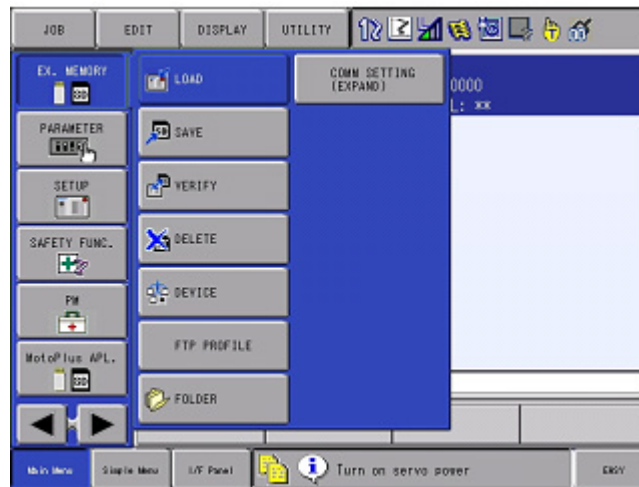 JOB
EDIT
DISPLAY
UTILITY
EX. MEMORY
LOAD
COMM SETTING
(EXPAND)
0000
L: **
PARAMETER
SAVE
SETUP
VERIFY
SAFETY FUNC.
DELETE
PM
DEVICE
FTP PROFILE
MotoPlus APL.
FOLDER
Main Menu
Simple Menu
I/F Panel
Turn on servo power
EASY